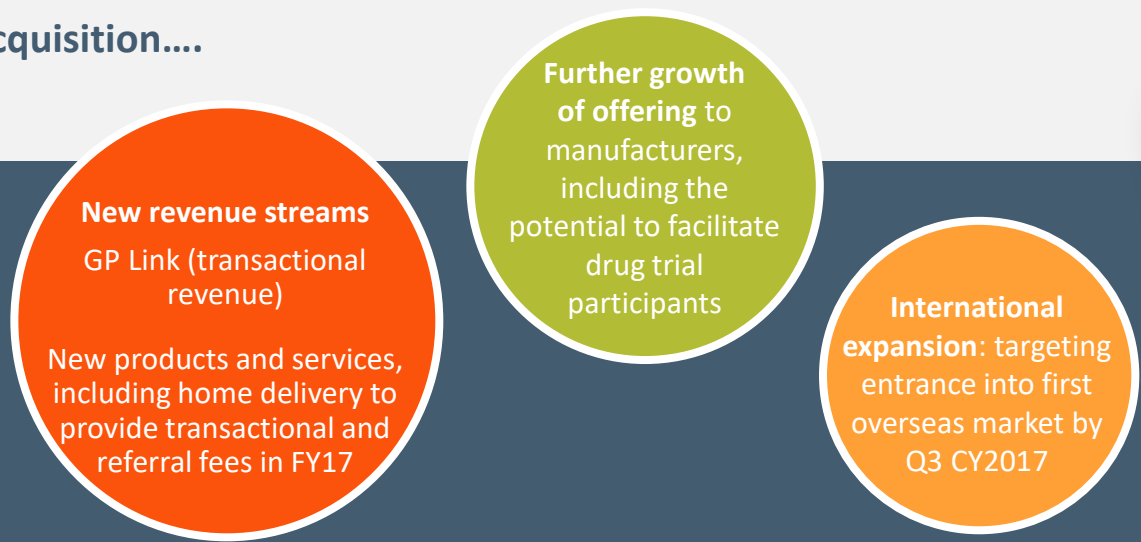 cquisition....
New revenue streams
GP Link (transactional
revenue)
New products and services,
including home delivery to
provide transactional and
referral fees in FY17
Further growth
of offering to
manufacturers,
including the
potential to facilitate
drug trial
participants
International
expansion: targeting
entrance into first
overseas market by
Q3 CY2017